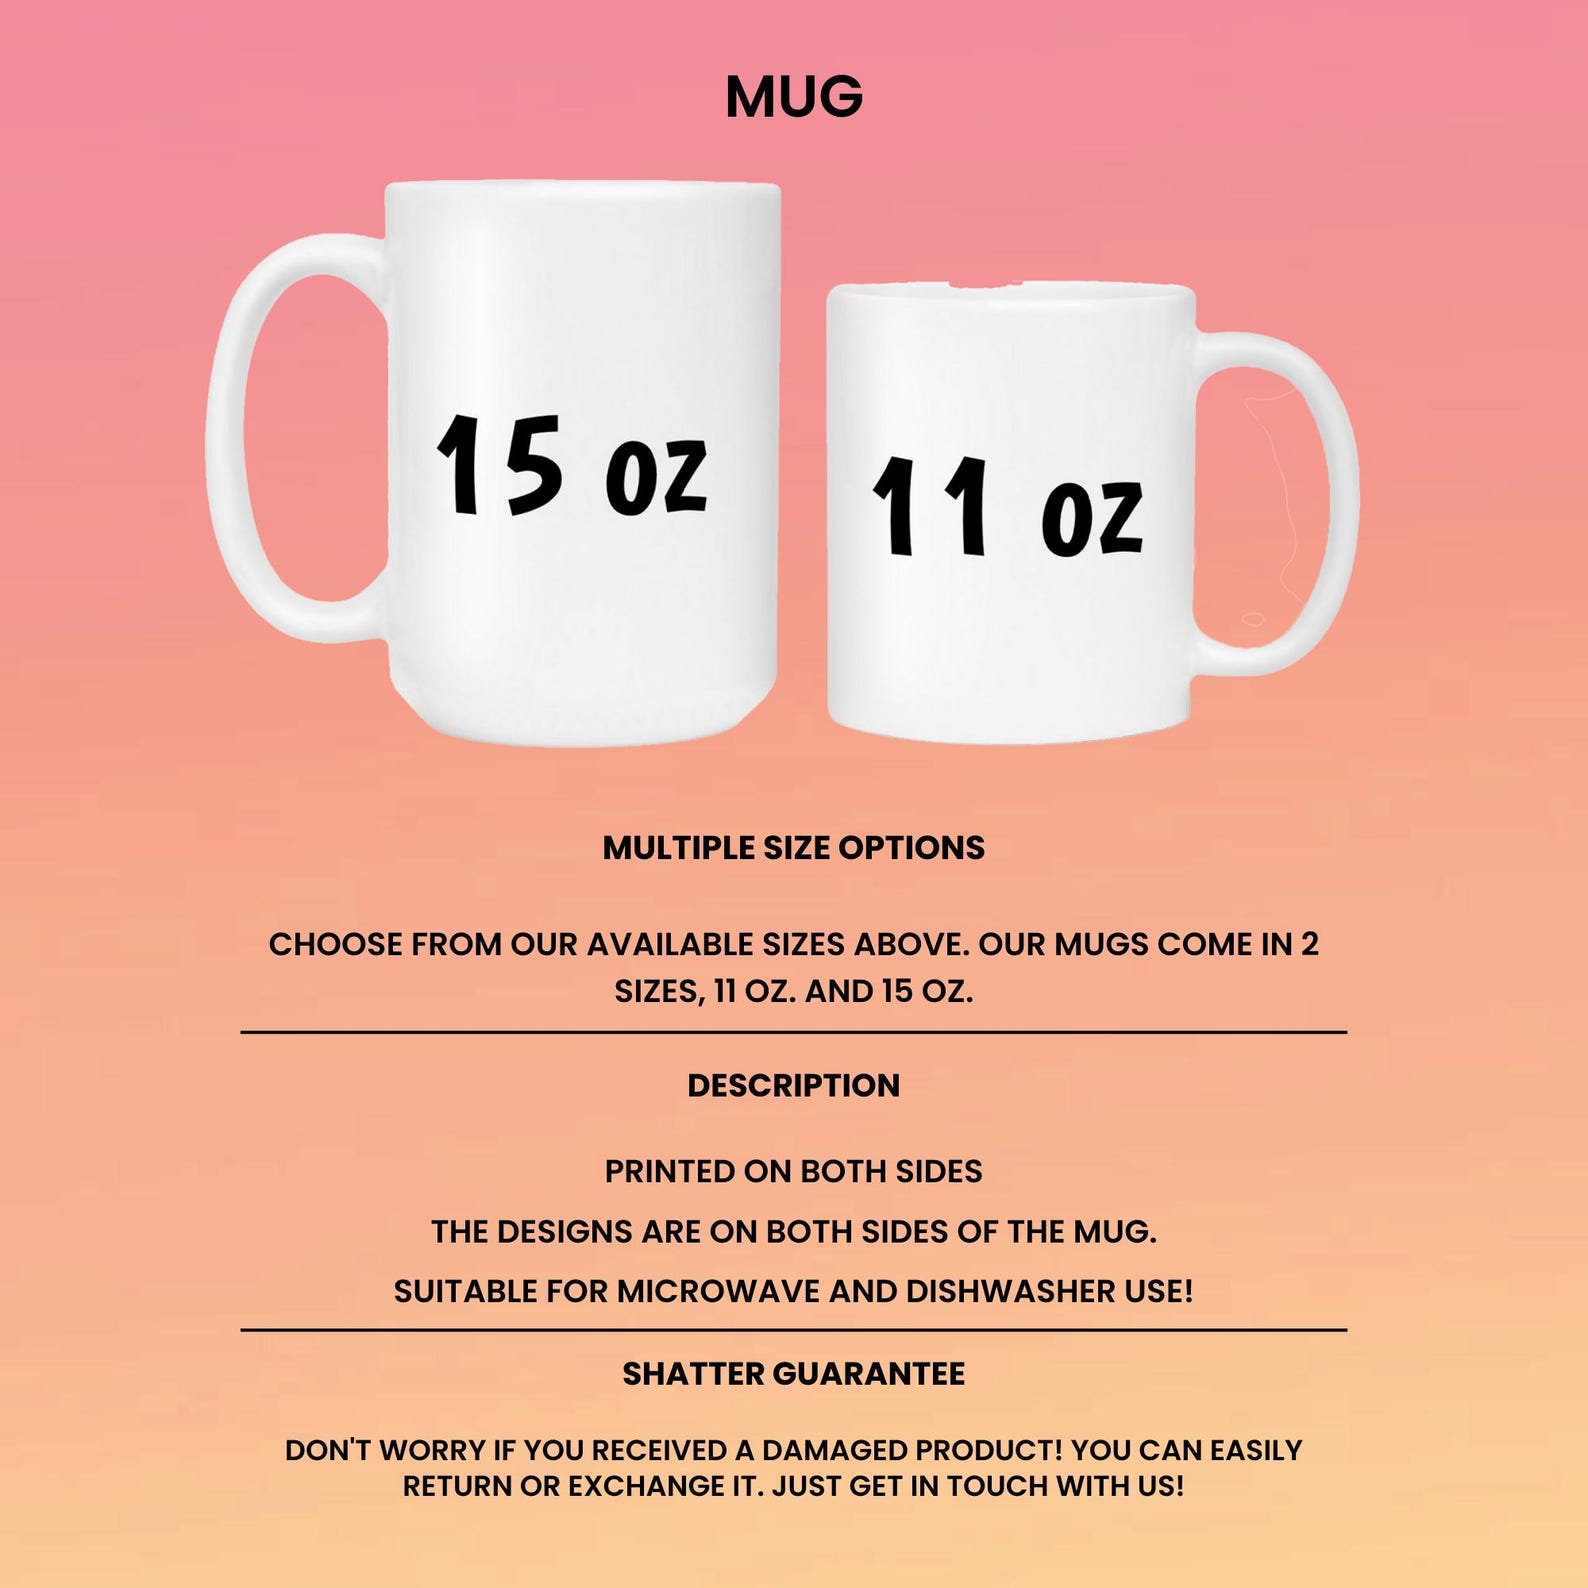 MUG
15 oz
11 oz
MULTIPLE SIZE OPTIONS
CHOOSE FROM OUR AVAILABLE SIZES ABOVE. OUR MUGS COME IN 2
SIZES, 11 OZ. AND 15 OZ.
DESCRIPTION
PRINTED ON BOTH SIDES
THE DESIGNS ARE ON BOTH SIDES OF THE MUG.
SUITABLE FOR MICROWAVE AND DISHWASHER USE!
SHATTER GUARANTEE
DON'T WORRY IF YOU RECEIVED A DAMAGED PRODUCT! YOU CAN EASILY
RETURN OR EXCHANGE IT. JUST GET IN TOUCH WITH US!